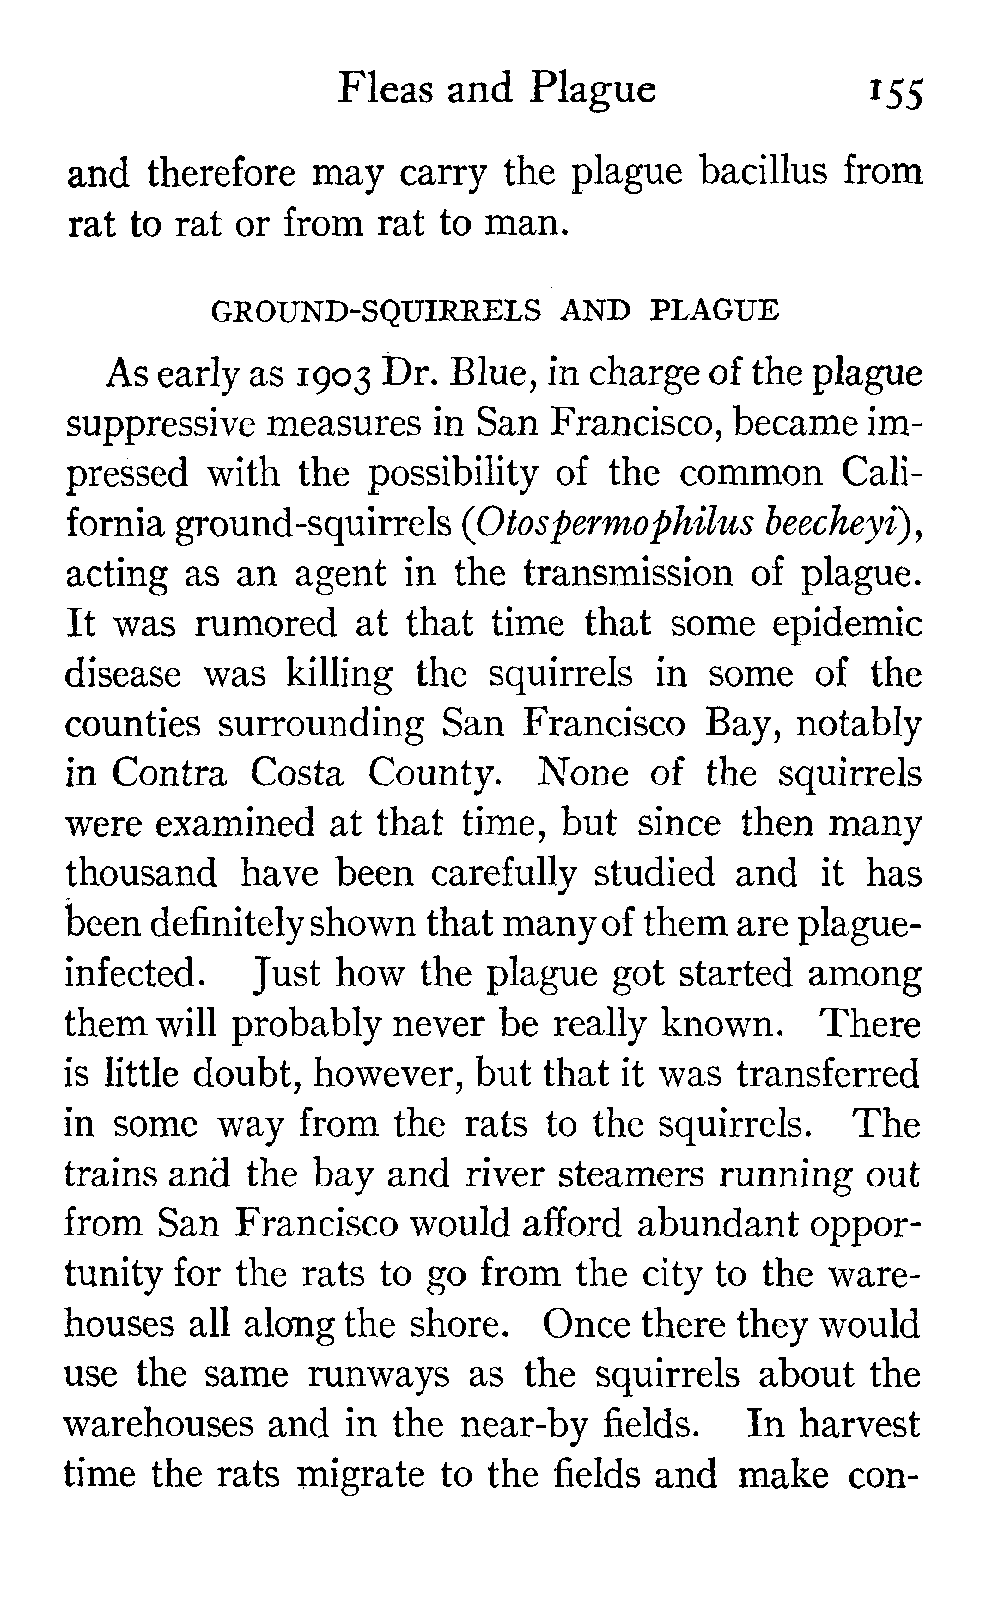 Fleas and Plague 155
and therefore may carry the plague bacillus from
rat to rat or from rat to man.
GROUND-SQUIRRELS AND PLAGUE
As early as 1903 Dr. Blue, in charge of the plague
suppressive measures in San Francisco, became im-
pressed with the possibility of the common Cali-
fornia ground-squirrels (Otospermophilus beecheyi),
acting as an agent in the transmission of plague.
It was rumored at that time that some epidemic
disease was killing the squirrels in some of the
counties surrounding San Francisco Bay, notably
in Contra Costa County. None of the squirrels
were examined at that time, but since then many
thousand have been carefully studied and it has
been definitely shown that many of them are plague-
infected. Just how the plague got started among
them will probably never be really known. There
is little doubt, however, but that it was transferred
in some way from the rats to the squirrels. The
trains and the bay and river steamers running out
from San Francisco would afford abundant oppor-
tunity for the rats to go from the city to the ware-
houses all along the shore. Once there they would
use the same runways as the squirrels about the
warehouses and in the near-by fields. In harvest
time the rats migrate to the fields and make con-